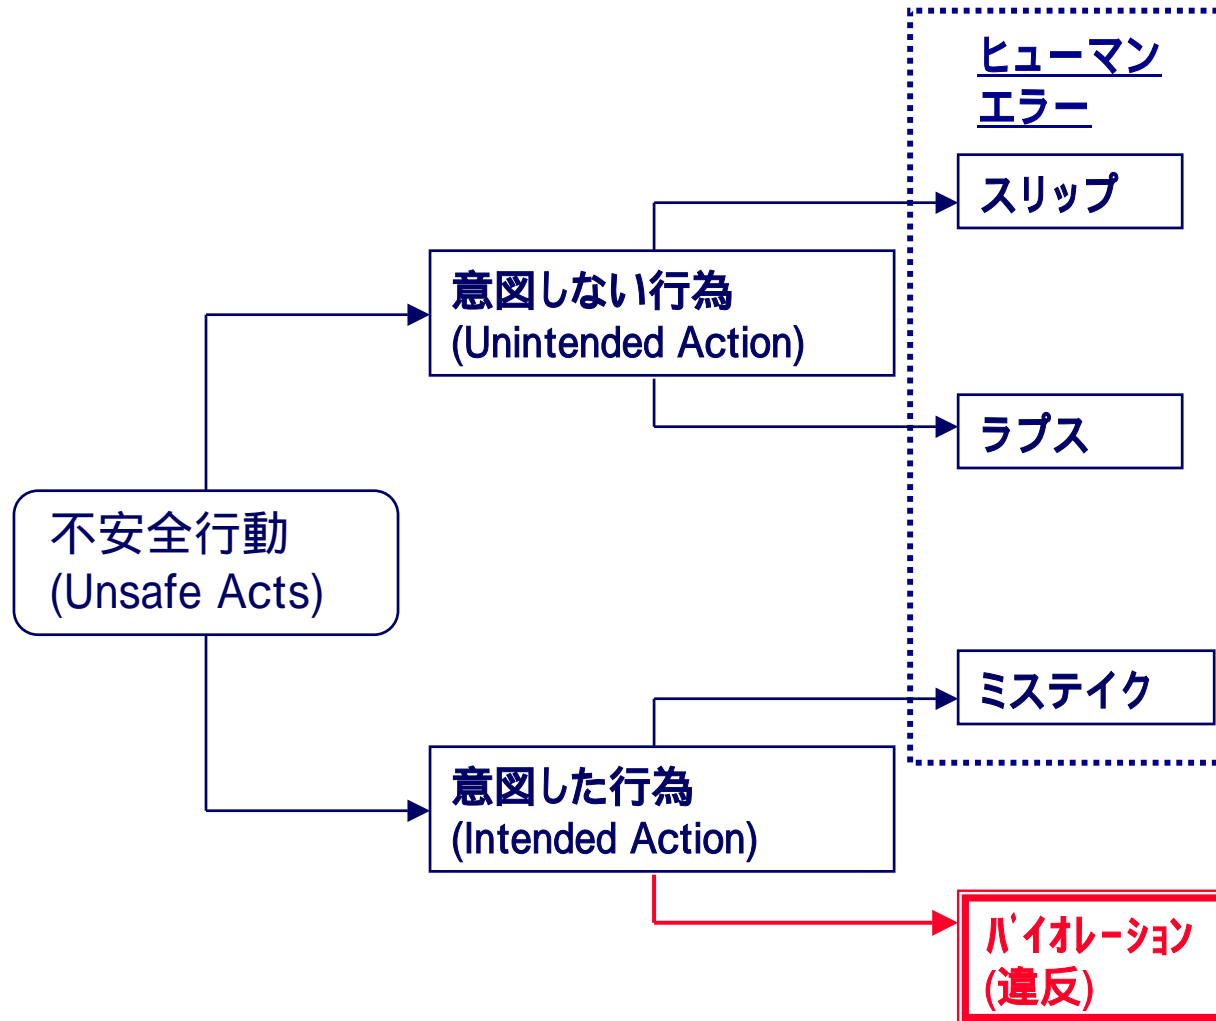 ヒューマン
エラー
スリップ
意図しない行為
(Unintended Action)
ラプス
不安全行動
(Unsafe Acts)
ミステイク
意図した行為
(Intended Action)
バイオレーション
(違反)